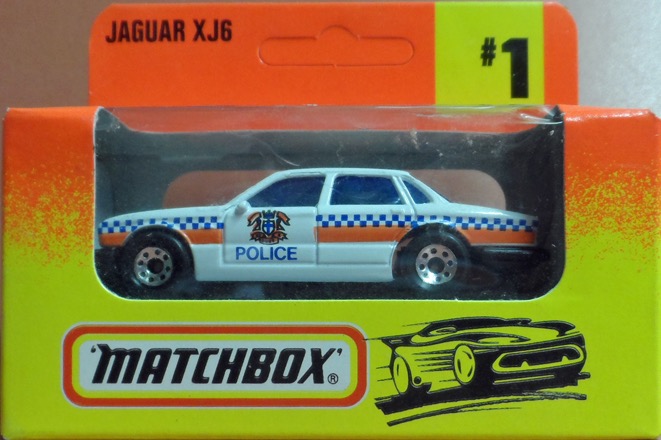 JAGUAR XJ6
#1
POLICE
'MATCHBOX'®